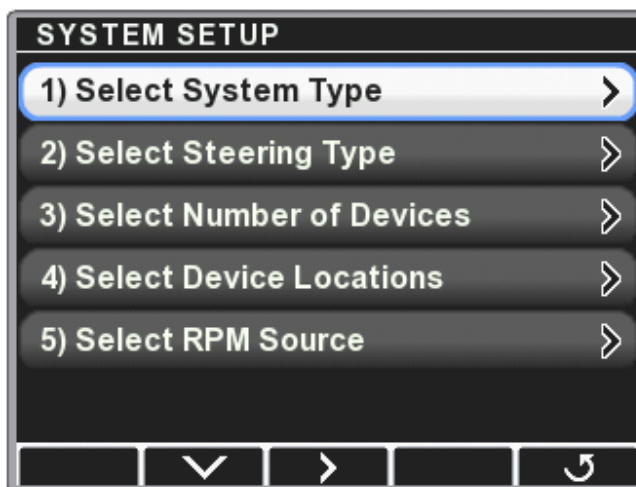 SYSTEM SETUP
1) Select System Type
2) Select Steering Type
3) Select Number of Devices
4) Select Device Locations
5) Select RPM Source